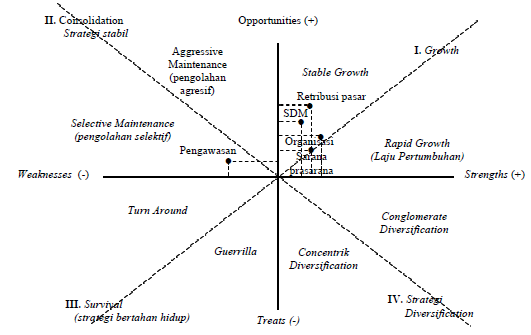 II. Consolidation
Strategi stabil
Opportunities (+)
I. Growth
Aggressive
Maintenance
(pengolahan
agresif)
Stable Growth
Retribusi pasar
SDM
Selective Maintenance
(pengolahan selektif)
Organisasi
Pengawasan
Sarana
prasarana
Rapid Growth
(Laju Pertumbuhan)
Weaknesses (-)
Strengths (+)
Turn Around
Conglomerate
Diversification
Guerrilla
Concentrik
Diversification
III. Survival
(strategi bertahan hidup)
Treats (-)
IV. Strategi
Diversification